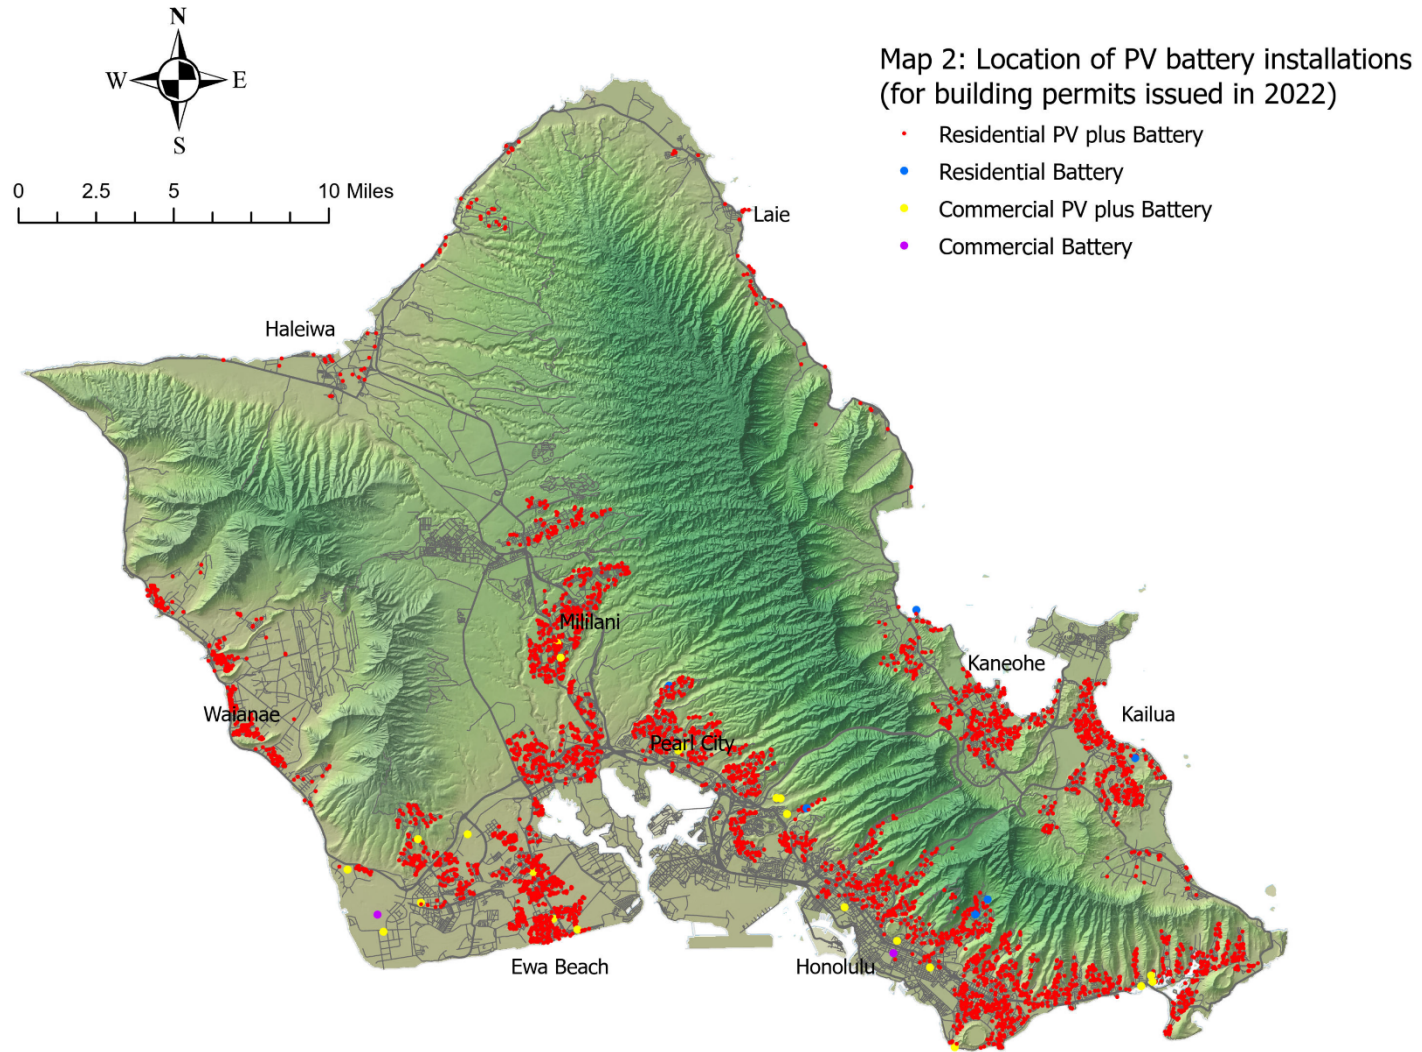 N
W E
S
0 2.5 5 10 Miles
Map 2: Location of PV battery installations
(for building permits issued in 2022)
Residential PV plus Battery
Residential Battery
Commercial PV plus Battery
Commercial Battery
Laie
Haleiwa
Mililani
Kaneohe
Waianae
Kailua
Pearl City
Ewa Beach
Honolulu